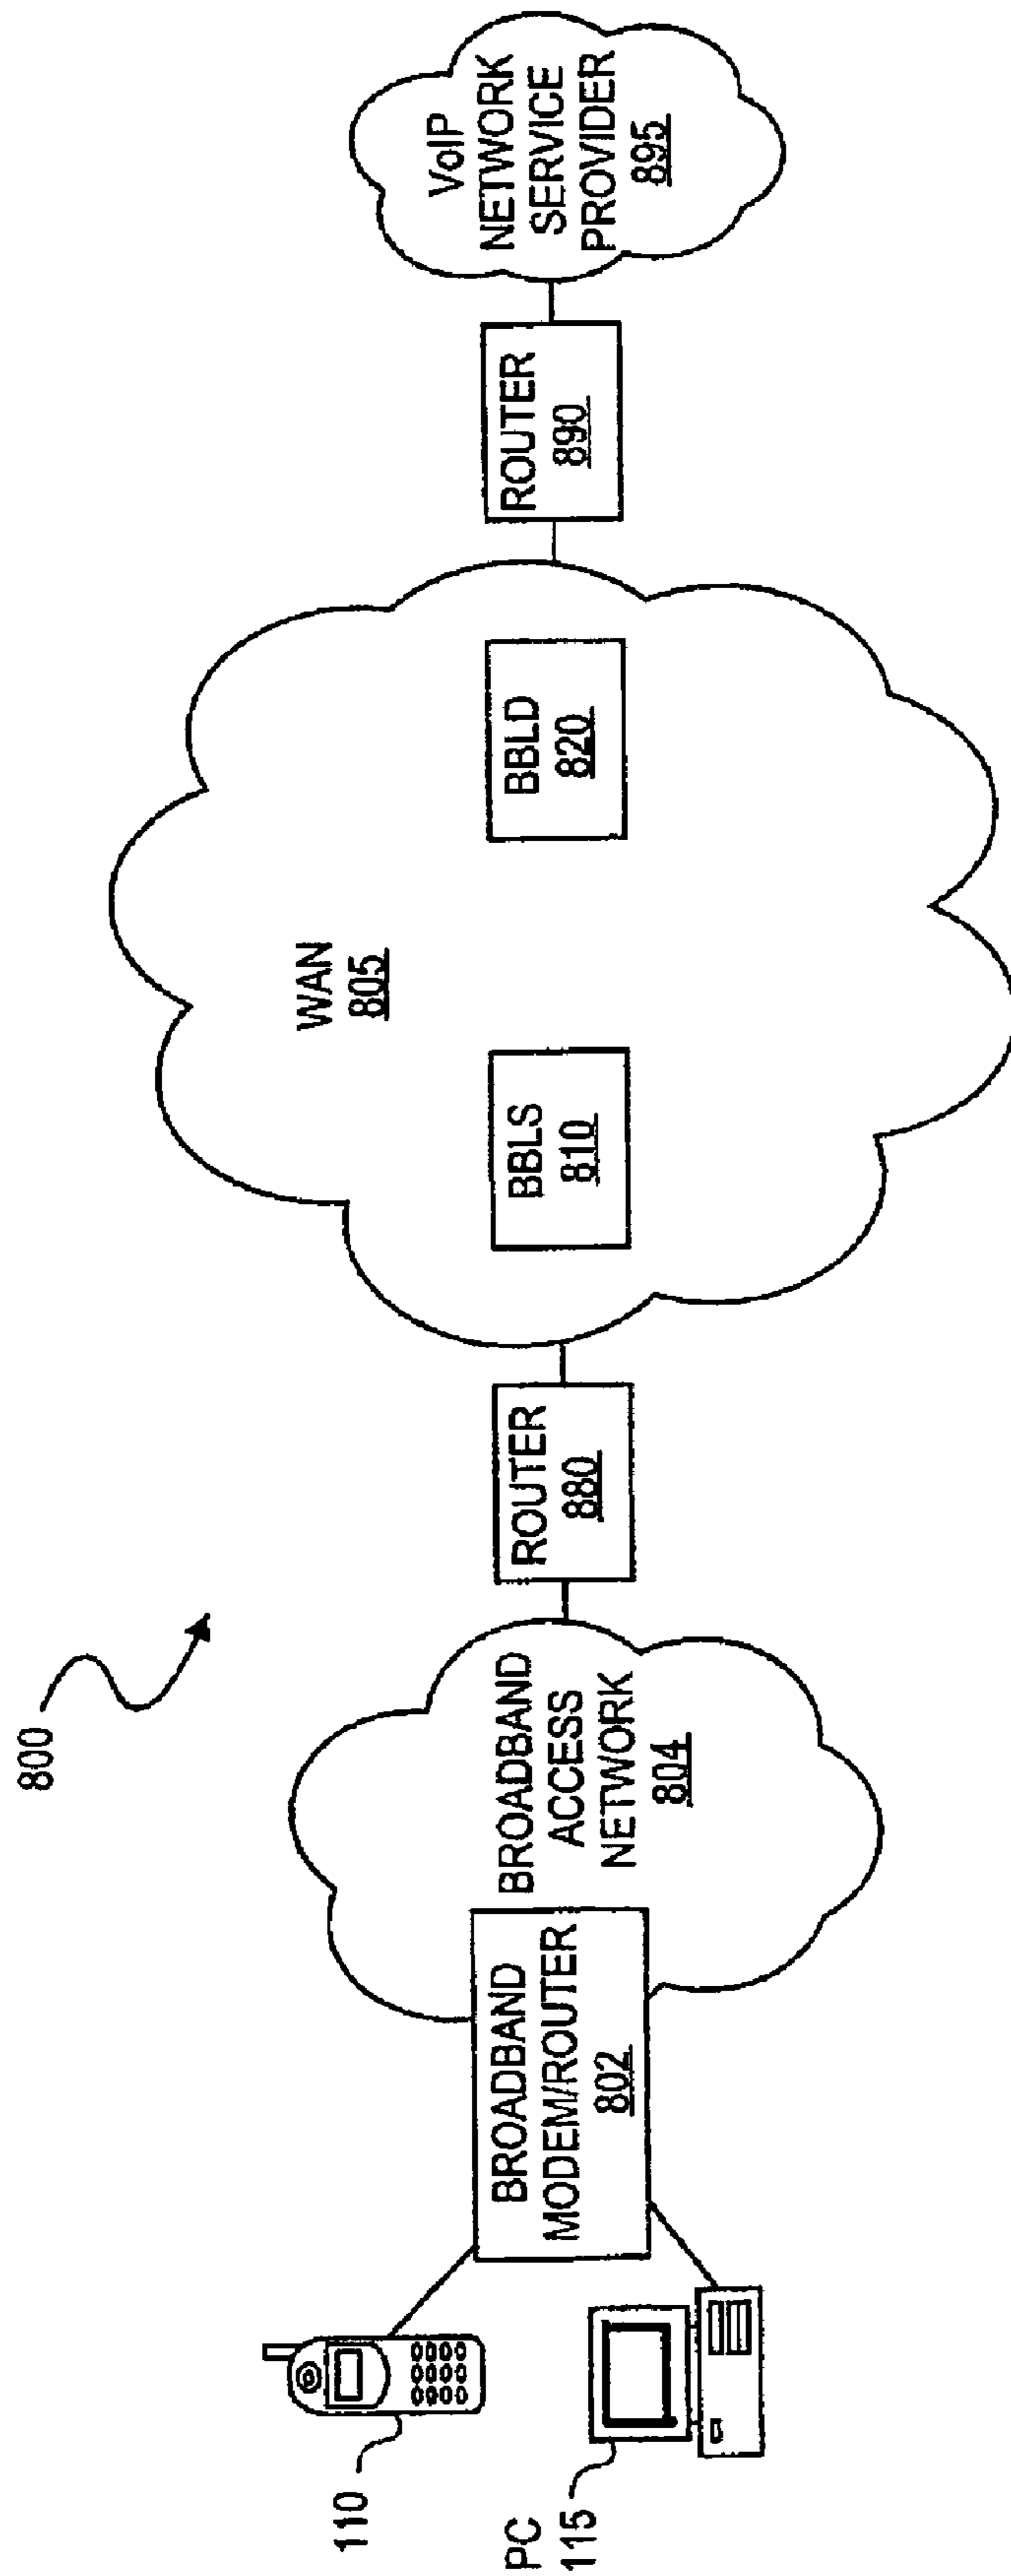 800
110
PC
115
BROADBAND
MODEM/ROUTER
802
BROADBAND
ACCESS
NETWORK
804
ROUTER
880
WAN
805
BBLS
810
BBLD
820
ROUTER
890
VoIP
NETWORK
SERVICE
PROVIDER
895